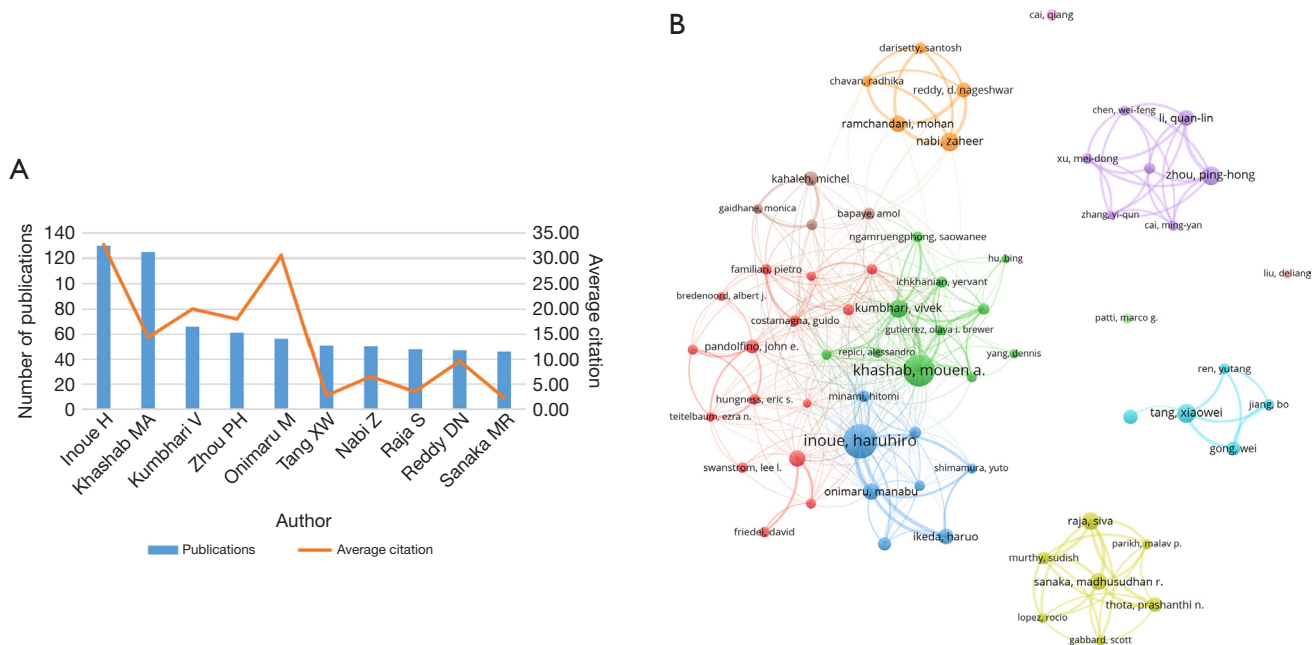 A
Number of publications
140
120
100
80
60
40
20
0
35.00
30.00
25.00
20.00
15.00
10.00
5.00
0.00
Average citation
Inoue H
Khashab MA
Kumbhari V
Zhou PH
Onimaru M
Tang XW
Nabi Z
Raja S
Reddy DN
Sanaka MR
Author
Publications
Average citation
B
cai, qiang
darisetty, santosh
chavan, radhika
reddy, d. nageshwar
ramchandani, mohan
nabi, zaheer
chen, wei-feng
li, quan-lin
xu, mei-dong
zhou, ping-hong
zhang, yi-qun
cai, ming-yan
kahaleh, michel
gaidhane, monica
bapaye, amol
ngamruengphong, saowanee
hu, bing
familiari, pietro
ichkhanian, yervant
liu, deliang
bredenoord, albert j.
kumbhari, vivek
costamagna, guido
patti, marco g.
gutierrez, olaya i. brewer
pandolfino, john e.
repici, alessandro
yang, dennis
khashab, mouen a.
ren, yutang
minami, hitomi
hungness, eric s.
teitelbaum, ezra n.
tang, xiaowei
jiang, bo
inoue, haruhiro
gong, wei
swanstrom, lee l.
shimamura, yuto
onimaru, manabu
friedel, david
ikeda, haruo
raja, siva
parikh, malav p.
murthy, sudish
sanaka, madhusudhan r.
thota, prashanthi n.
lopez, rocio
gabbard, scott